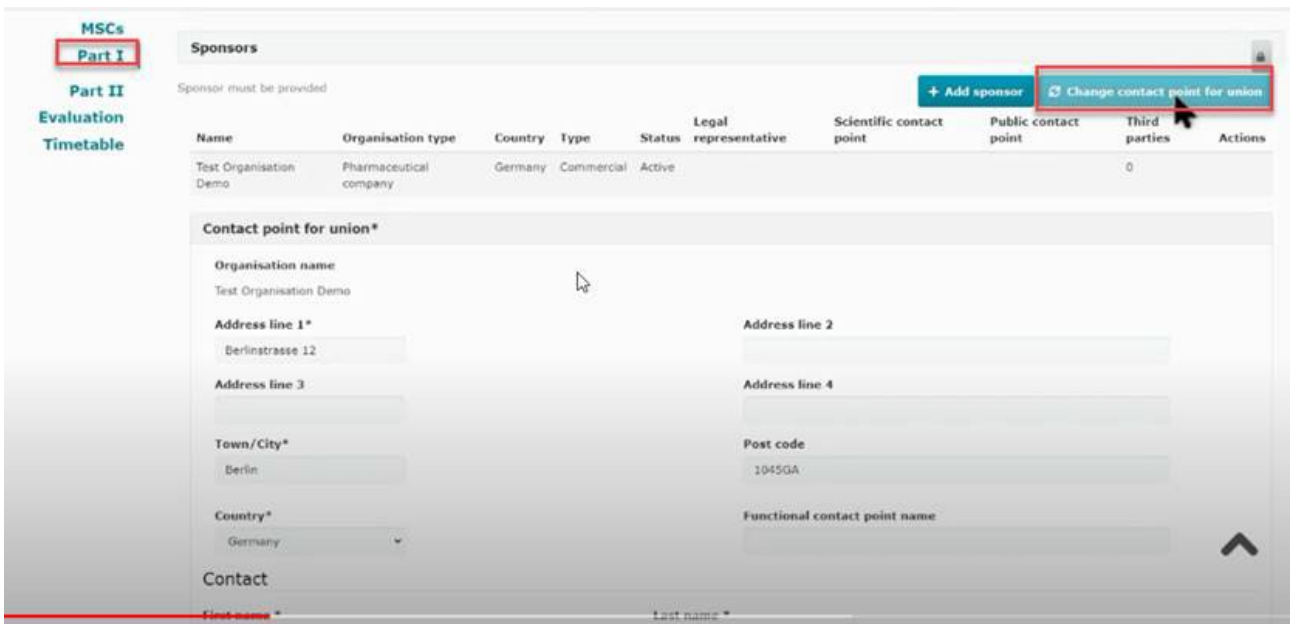 MSCs
Part I
Part II
Evaluation
Timetable
Sponsors
Sponsor must be provided
+ Add sponsor
Change contact point for union
Name Organisation type Country Type Status Legal representative Scientific contact point Public contact point Third parties Actions
Test Organisation Demo Pharmaceutical company Germany Commercial Active 0
Contact point for union*
Organisation name
Test Organisation Demo
Address line 1* Address line 2
Berlinstrasse 12
Address line 3 Address line 4
Town/City* Post code
Berlin 1045GA
Country* Functional contact point name
Germany
Contact
First name * Last name *